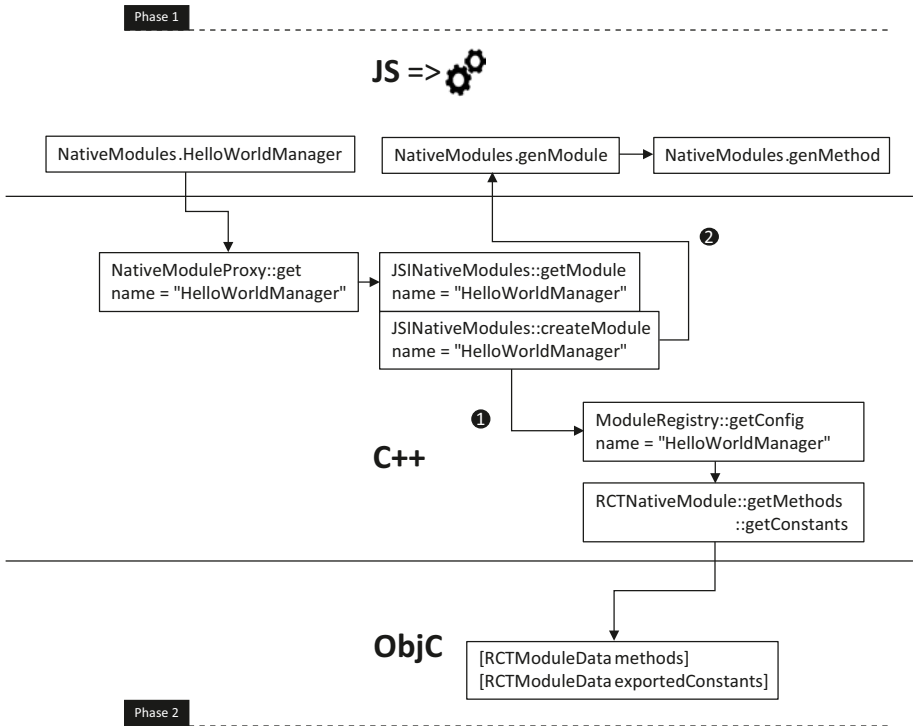 Phase 1
JS =>
NativeModules.HelloWorldManager
NativeModules.genModule
NativeModules.genMethod
❷
NativeModuleProxy::get
name = "HelloWorldManager"
JSINativeModules::getModule
name = "HelloWorldManager"
JSINativeModules::createModule
name = "HelloWorldManager"
❶
ModuleRegistry::getConfig
name = "HelloWorldManager"
C++
RCTNativeModule::getMethods
::getConstants
ObjC
[RCTModuleData methods]
[RCTModuleData exportedConstants]
Phase 2